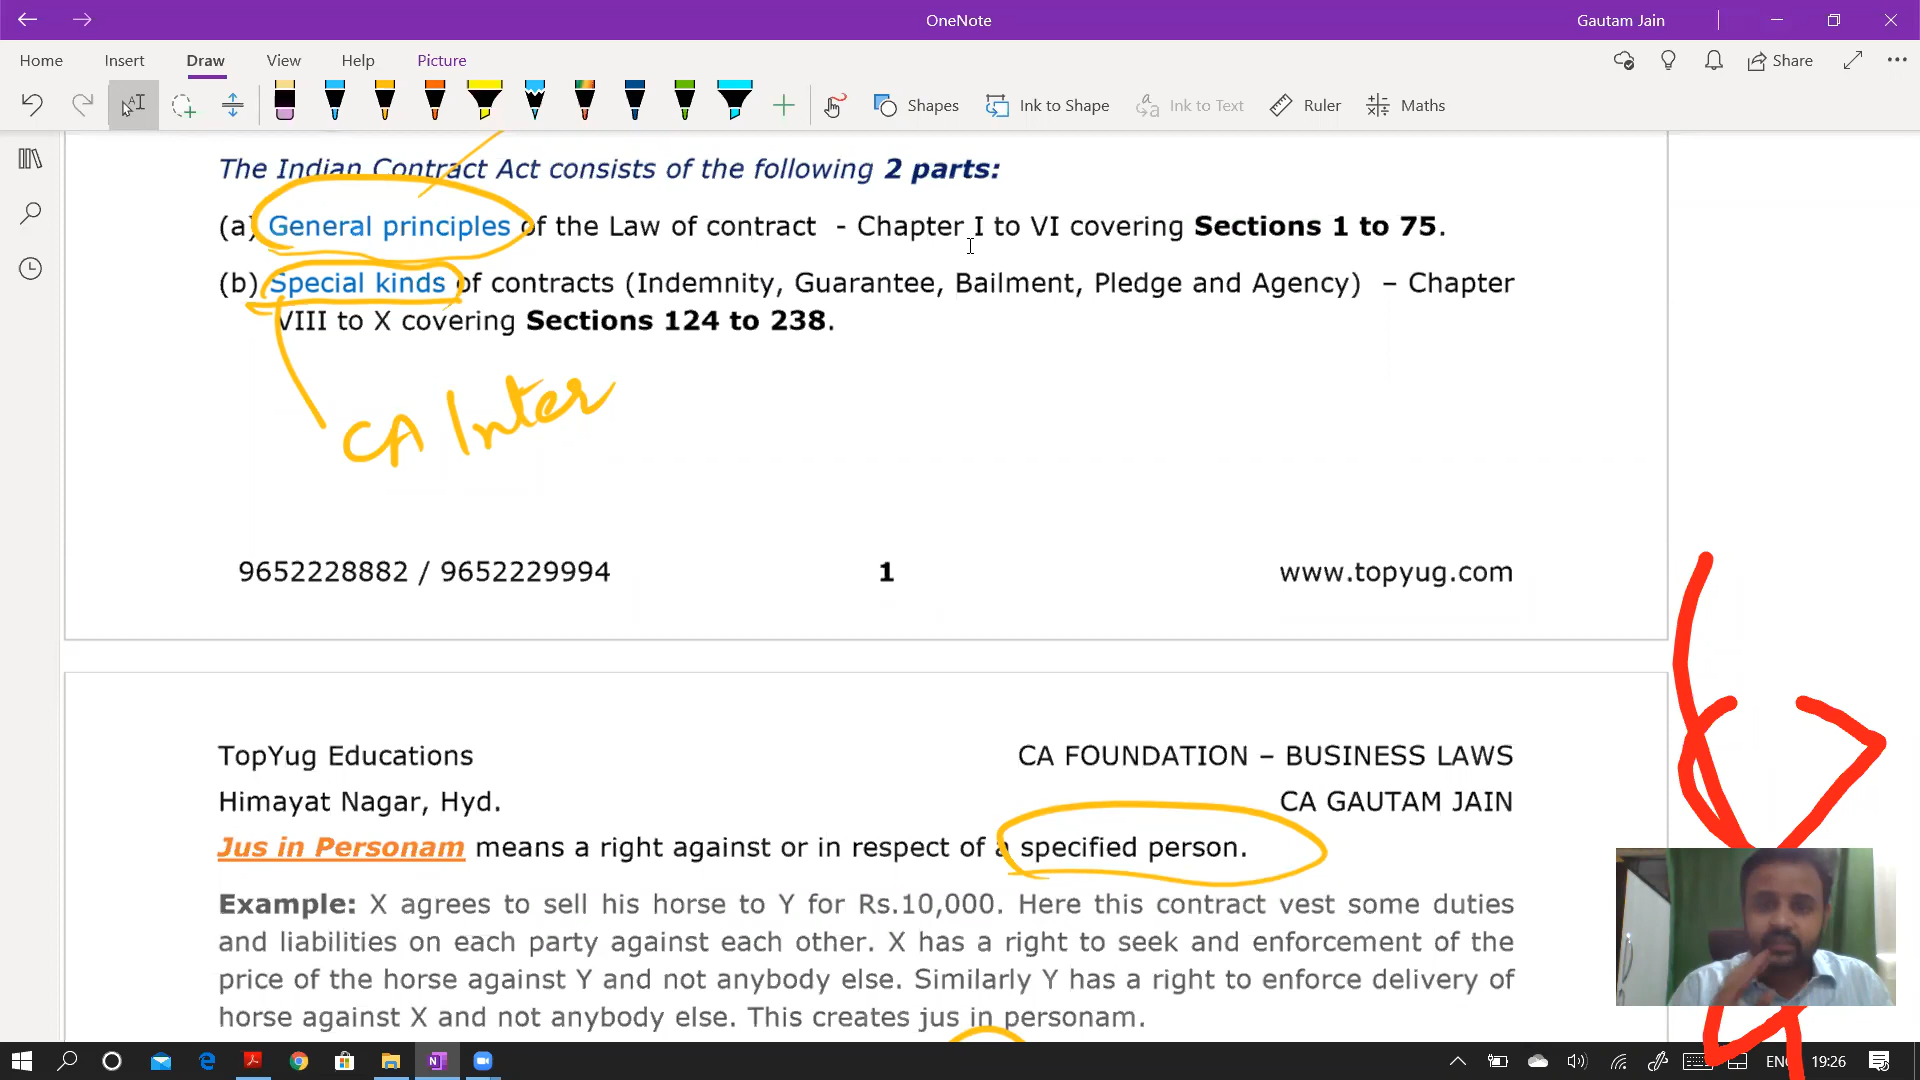 OneNote
Gautam Jain
Home Insert Draw View Help Picture
Share
Shapes Ink to Shape Ink to Text Ruler Maths
The Indian Contract Act consists of the following 2 parts:
(a) General principles of the Law of contract - Chapter I to VI covering Sections 1 to 75.
(b) Special kinds of contracts (Indemnity, Guarantee, Bailment, Pledge and Agency) – Chapter
VIII to X covering Sections 124 to 238.
CA Inter
9652228882 / 9652229994 1 www.topyug.com
TopYug Educations CA FOUNDATION – BUSINESS LAWS
Himayat Nagar, Hyd. CA GAUTAM JAIN
Jus in Personam means a right against or in respect of a specified person.
Example: X agrees to sell his horse to Y for Rs.10,000. Here this contract vest some duties
and liabilities on each party against each other. X has a right to seek and enforcement of the
price of the horse against Y and not anybody else. Similarly Y has a right to enforce delivery of
horse against X and not anybody else. This creates jus in personam.
ENG 19:26